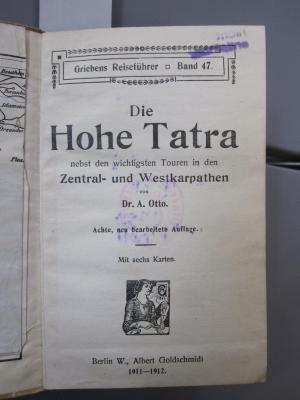 Griebens Reiseführer □ Band 47.
Die
Hohe Tatra
nebst den wichtigsten Touren in den
Zentral- und Westkarpathen
von
Dr. A. Otto.
Achte, neu bearbeitete Auflage.
Mit sechs Karten.
Berlin W., Albert Goldschmidt
1911—1912.